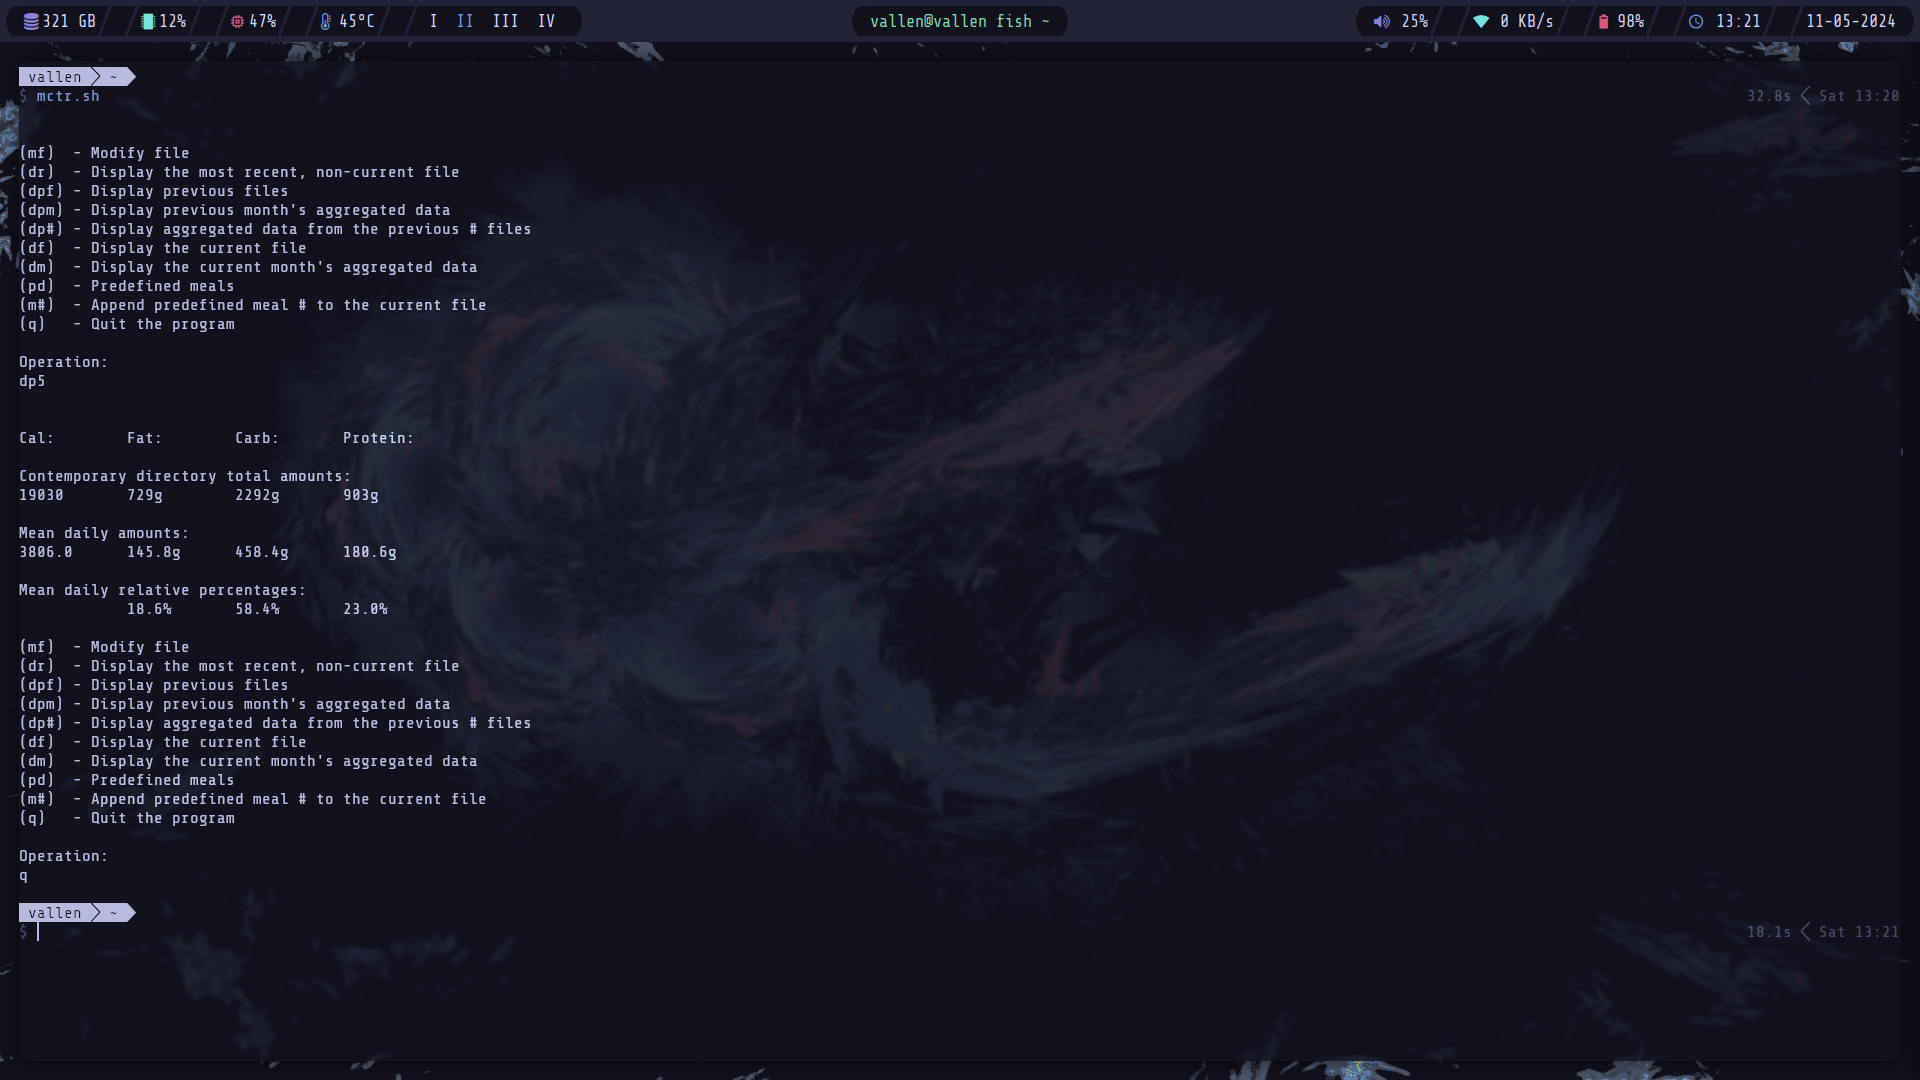 321 GB 12% 47% 45°C I II III IV vallen@vallen fish ~ 25% 0 KB/s 98% 13:21 11-05-2024
vallen ~
$ mctr.sh 32.8s Sat 13:20
(mf)  - Modify file
(dr)  - Display the most recent, non-current file
(dpf) - Display previous files
(dpm) - Display previous month's aggregated data
(dp#) - Display aggregated data from the previous # files
(df)  - Display the current file
(dm)  - Display the current month's aggregated data
(pd)  - Predefined meals
(m#)  - Append predefined meal # to the current file
(q)   - Quit the program
Operation:
dp5
Cal: Fat: Carb: Protein:
Contemporary directory total amounts:
19030 729g 2292g 903g
Mean daily amounts:
3806.0 145.8g 458.4g 180.6g
Mean daily relative percentages:
18.6% 58.4% 23.0%
(mf)  - Modify file
(dr)  - Display the most recent, non-current file
(dpf) - Display previous files
(dpm) - Display previous month's aggregated data
(dp#) - Display aggregated data from the previous # files
(df)  - Display the current file
(dm)  - Display the current month's aggregated data
(pd)  - Predefined meals
(m#)  - Append predefined meal # to the current file
(q)   - Quit the program
Operation:
q
vallen ~
$ 18.1s Sat 13:21